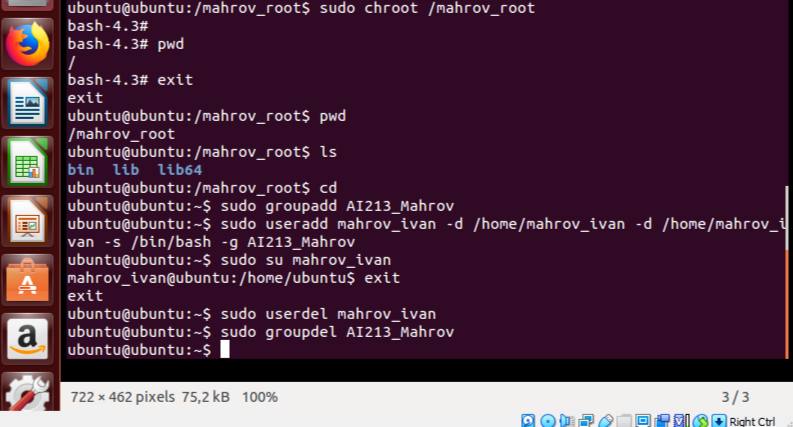 ubuntu@ubuntu:/mahrov_root$ sudo chroot /mahrov_root
bash-4.3#
bash-4.3# pwd
/
bash-4.3# exit
exit
ubuntu@ubuntu:/mahrov_root$ pwd
/mahrov_root
ubuntu@ubuntu:/mahrov_root$ ls
bin  lib  lib64
ubuntu@ubuntu:/mahrov_root$ cd
ubuntu@ubuntu:~$ sudo groupadd AI213_Mahrov
ubuntu@ubuntu:~$ sudo useradd mahrov_ivan -d /home/mahrov_ivan -d /home/mahrov_i
van -s /bin/bash -g AI213_Mahrov
ubuntu@ubuntu:~$ sudo su mahrov_ivan
mahrov_ivan@ubuntu:/home/ubuntu$ exit
exit
ubuntu@ubuntu:~$ sudo userdel mahrov_ivan
ubuntu@ubuntu:~$ sudo groupdel AI213_Mahrov
ubuntu@ubuntu:~$
722 × 462 pixels 75,2 kB 100%
3 / 3
Right Ctrl